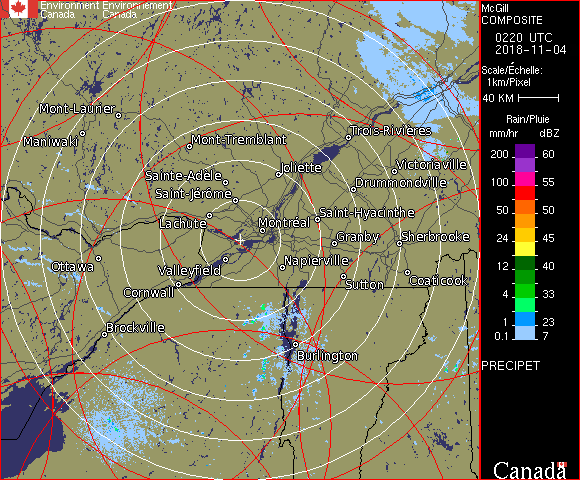 Environment Environnement
Canada Canada
McGill
COMPOSITE
0220 UTC
2018-11-04
Scale/Échelle:
1km/Pixel
40 KM
Rain/Pluie
mm/hr dBZ
200 60
55
100 55
50 50
24 45
12 40
4 33
1 23
0.1 7
PRECIPET
Canada
Mont-Laurier
Maniwaki
Mont-Tremblant
Trois-Rivières
Joliette
Victoriaville
Sainte-Adèle
Drummondville
Saint-Jérôme
Lachute
Saint-Hyacinthe
Montréal
Granby
Sherbrooke
Ottawa
Valleyfield
Napierville
Coaticook
Cornwall
Sutton
Brockville
Burlington